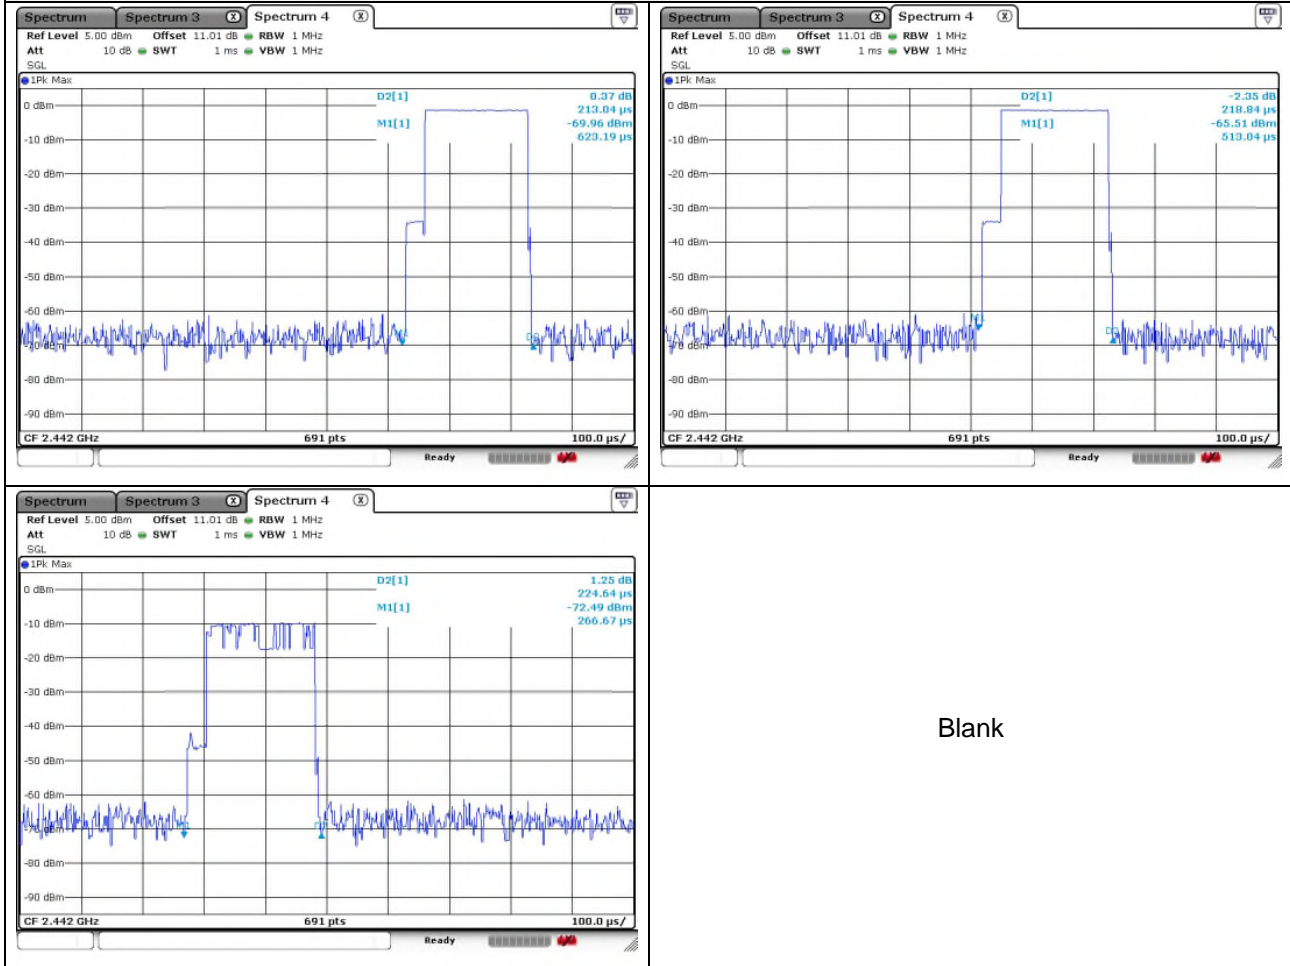 Spectrum Spectrum 3 X Spectrum 4 X
Ref Level 5.00 dBm Offset 11.01 dB RBW 1 MHz
Att 10 dB SWT 1 ms VBW 1 MHz
SGL
1Pk Max
D2[1] 0.37 dB
213.04 µs
M1[1] -69.96 dBm
623.19 µs
0 dBm
-10 dBm
-20 dBm
-30 dBm
-40 dBm
-50 dBm
-60 dBm
-70 dBm
-80 dBm
-90 dBm
CF 2.442 GHz 691 pts 100.0 µs/
Ready
Spectrum Spectrum 3 X Spectrum 4 X
Ref Level 5.00 dBm Offset 11.01 dB RBW 1 MHz
Att 10 dB SWT 1 ms VBW 1 MHz
SGL
1Pk Max
D2[1] -2.35 dB
218.84 µs
M1[1] -65.51 dBm
513.04 µs
0 dBm
-10 dBm
-20 dBm
-30 dBm
-40 dBm
-50 dBm
-60 dBm
-70 dBm
-80 dBm
-90 dBm
CF 2.442 GHz 691 pts 100.0 µs/
Ready
Spectrum Spectrum 3 X Spectrum 4 X
Ref Level 5.00 dBm Offset 11.01 dB RBW 1 MHz
Att 10 dB SWT 1 ms VBW 1 MHz
SGL
1Pk Max
D2[1] 1.25 dB
224.64 µs
M1[1] -72.49 dBm
266.67 µs
0 dBm
-10 dBm
-20 dBm
-30 dBm
-40 dBm
-50 dBm
-60 dBm
-70 dBm
-80 dBm
-90 dBm
CF 2.442 GHz 691 pts 100.0 µs/
Ready
Blank